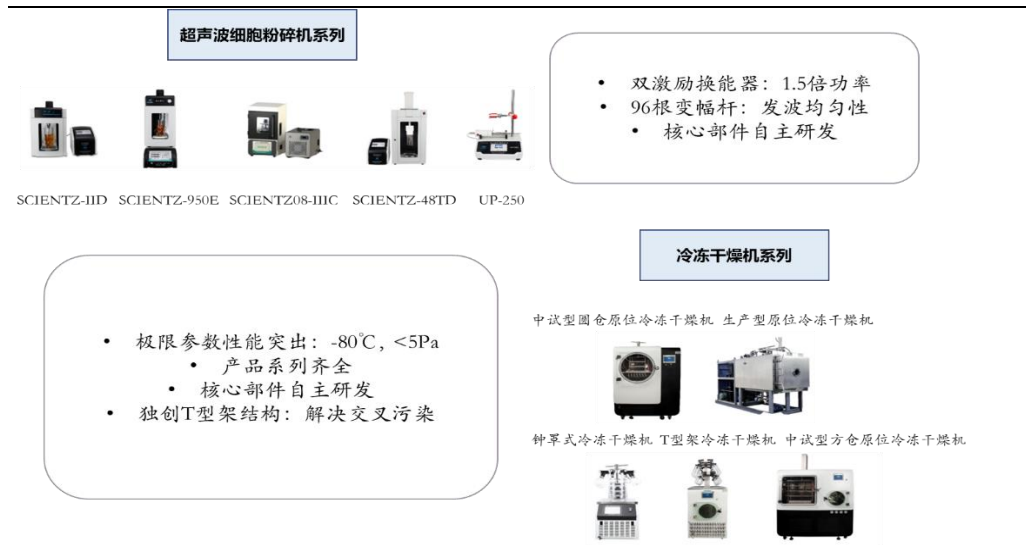 超声波细胞粉碎机系列
• 双激励换能器：1.5倍功率
• 96根变幅杆：发波均匀性
• 核心部件自主研发
SCIENTZ-IID SCIENTZ-950E SCIENTZ08-IIIC SCIENTZ-48TD UP-250
冷冻干燥机系列
• 极限参数性能突出：-80℃, <5Pa
• 产品系列齐全
• 核心部件自主研发
• 独创T型架结构：解决交叉污染
中试型圆仓原位冷冻干燥机 生产型原位冷冻干燥机
钟罩式冷冻干燥机 T型架冷冻干燥机 中试型方仓原位冷冻干燥机